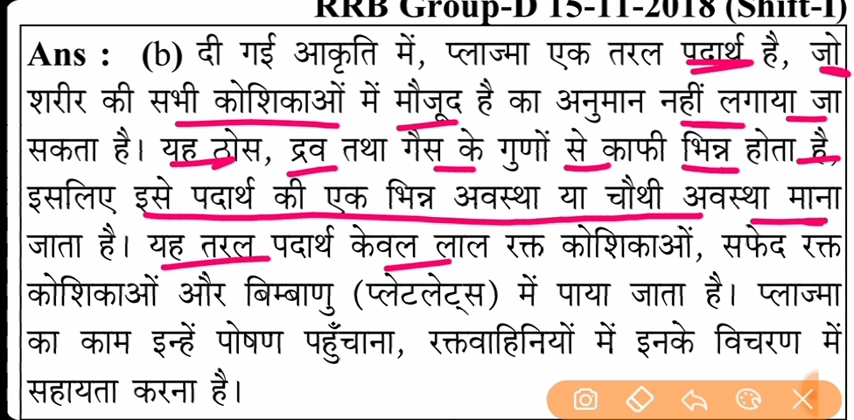 RRB Group-D 15-11-2018 (Shift-I)
Ans : (b) दी गई आकृति में, प्लाज्मा एक तरल पदार्थ है, जो
शरीर की सभी कोशिकाओं में मौजूद है का अनुमान नहीं लगाया जा
सकता है। यह ठोस, द्रव तथा गैस के गुणों से काफी भिन्न होता है,
इसलिए इसे पदार्थ की एक भिन्न अवस्था या चौथी अवस्था माना
जाता है। यह तरल पदार्थ केवल लाल रक्त कोशिकाओं, सफेद रक्त
कोशिकाओं और बिम्बाणु (प्लेटलेट्स) में पाया जाता है। प्लाज्मा
का काम इन्हें पोषण पहुँचाना, रक्तवाहिनियों में इनके विचरण में
सहायता करना है।